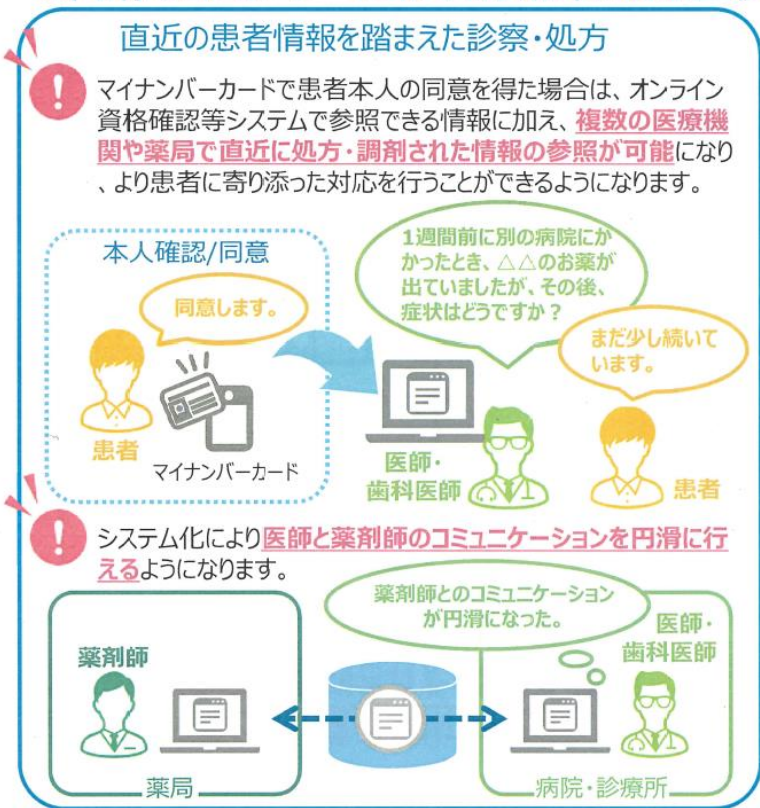 直近の患者情報を踏まえた診察・処方
マイナンバーカードで患者本人の同意を得た場合は、オンライン
資格確認等システムで参照できる情報に加え、複数の医療機
関や薬局で直近に処方・調剤された情報の参照が可能になり
、より患者に寄り添った対応を行うことができるようになります。
本人確認/同意
同意します。
患者
マイナンバーカード
1週間前に別の病院にか
かったとき、△△のお薬が
出ていましたが、その後、
症状はどうですか？
まだ少し続いて
います。
医師・
歯科医師
患者
システム化により医師と薬剤師のコミュニケーションを円滑に行
えるようになります。
薬剤師とのコミュニケーション
が円滑になった。
薬剤師
医師・
歯科医師
薬局
病院・診療所